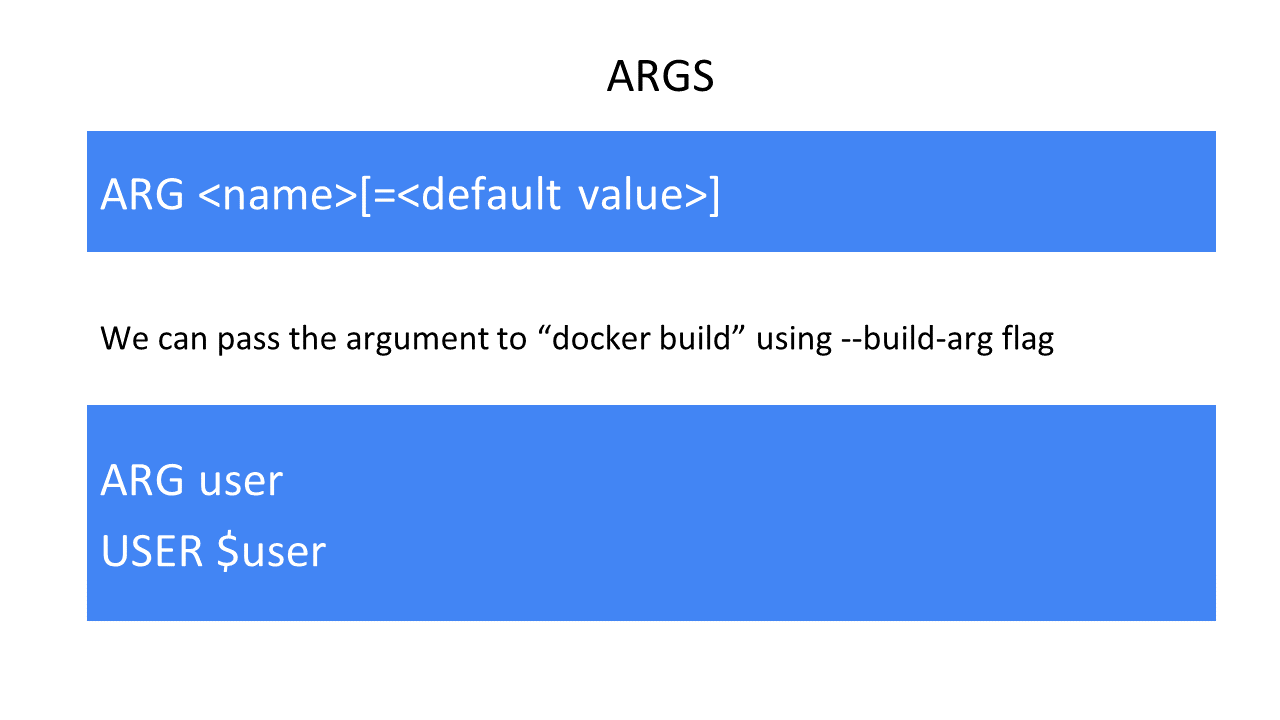 ARGS
ARG <name>[=<default value>]
We can pass the argument to “docker build” using --build-arg flag
ARG user
USER $user